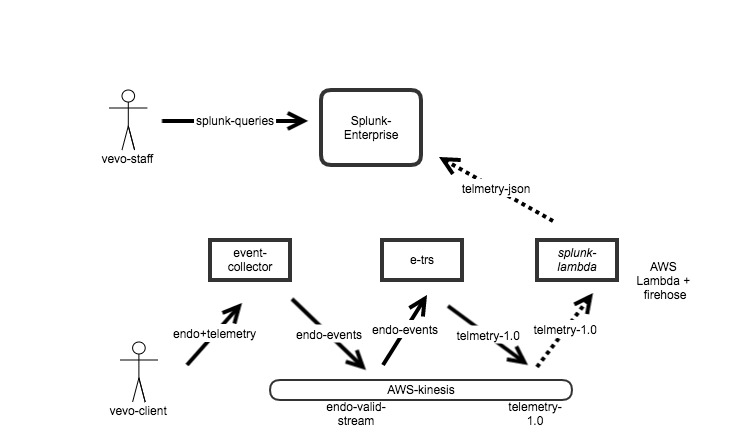 splunk-queries
Splunk-
Enterprise
vevo-staff
telmetry-json
event-
collector
e-trs
splunk-
lambda
AWS
Lambda +
firehose
endo+telemetry
endo-events
endo-events
telmetry-1.0
telmetry-1.0
AWS-kinesis
vevo-client
endo-valid-
stream
telemetry-
1.0